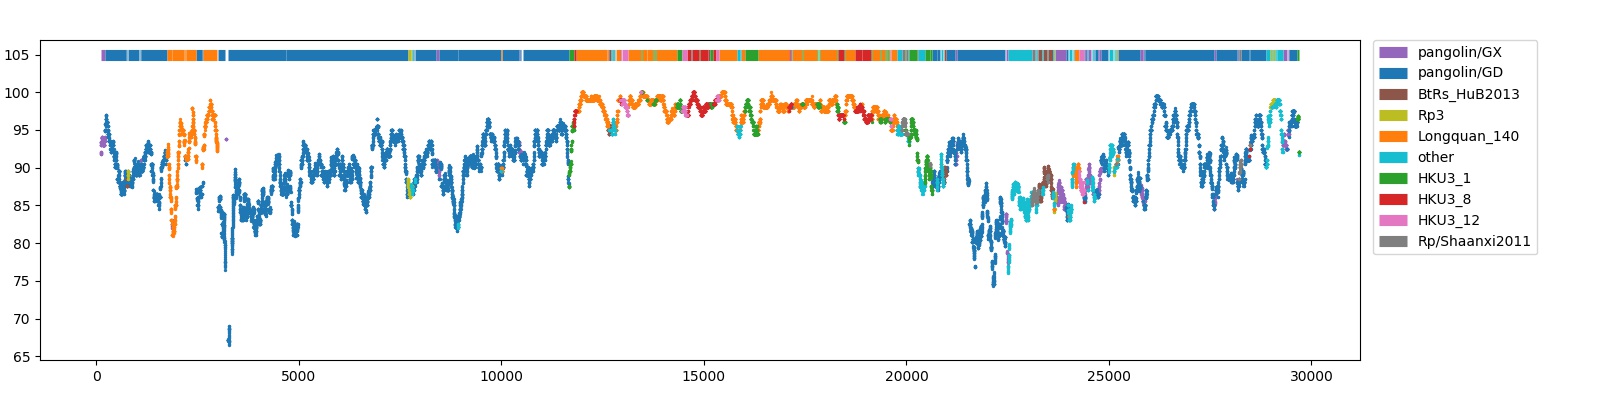 105
100
95
90
85
80
75
70
65
0
5000
10000
15000
20000
25000
30000
pangolin/GX
pangolin/GD
BtRs_HuB2013
Rp3
Longquan_140
other
HKU3_1
HKU3_8
HKU3_12
Rp/Shaanxi2011